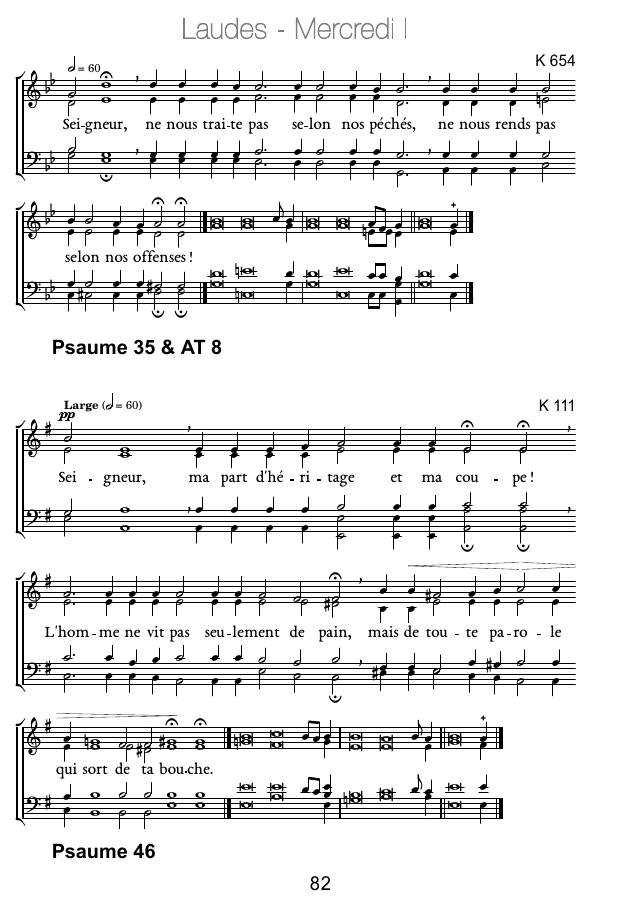 Laudes - Mercredi I
= 60
K 654
Sei-gneur, ne nous trai-te pas se-lon nos péchés, ne nous rends pas
selon nos offenses !
Psaume 35 & AT 8
Large ( = 60)
K 111
pp
Sei - gneur, ma part d'hé - ri - tage et ma cou - pe !
L'hom - me ne vit pas seu-lement de pain, mais de tou - te pa-ro - le
qui sort de ta bou-che.
Psaume 46
82